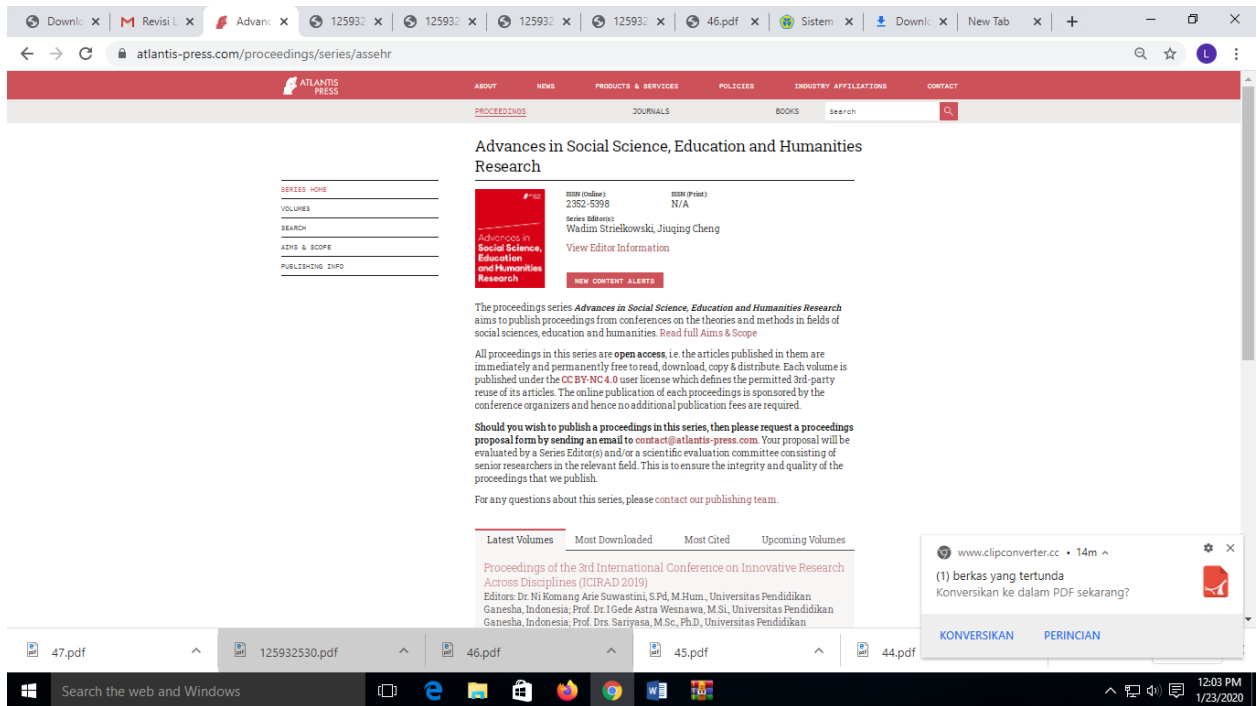 Downlo
Revisi L
Advanc
125932
125932
125932
125932
46.pdf
Sistem
Downlo
New Tab
atlantis-press.com/proceedings/series/assehr
L
ATLANTIS
PRESS
ABOUT NEWS PRODUCTS & SERVICES POLICIES INDUSTRY AFFILIATIONS CONTACT
PROCEEDINGS JOURNALS BOOKS Search
Advances in Social Science, Education and Humanities
Research
SERIES HOME
VOLUMES
SEARCH
AIMS & SCOPE
PUBLISHING INFO
Advances in
Social Science,
Education
and Humanities
Research
ISSN (Online): ISSN (Print):
2352-5398 N/A
Series Editor(s):
Wadim Strielkowski, Jiuqing Cheng
View Editor Information
NEW CONTENT ALERTS
The proceedings series Advances in Social Science, Education and Humanities Research
aims to publish proceedings from conferences on the theories and methods in fields of
social sciences, education and humanities. Read full Aims & Scope
All proceedings in this series are open access, i.e. the articles published in them are
immediately and permanently free to read, download, copy & distribute. Each volume is
published under the CC BY-NC 4.0 user license which defines the permitted 3rd-party
reuse of its articles. The online publication of each proceedings is sponsored by the
conference organizers and hence no additional publication fees are required.
Should you wish to publish a proceedings in this series, then please request a proceedings
proposal form by sending an email to contact@atlantis-press.com. Your proposal will be
evaluated by a Series Editor(s) and/or a scientific evaluation committee consisting of
senior researchers in the relevant field. This is to ensure the integrity and quality of the
proceedings that we publish.
For any questions about this series, please contact our publishing team.
Latest Volumes Most Downloaded Most Cited Upcoming Volumes
Proceedings of the 3rd International Conference on Innovative Research
Across Disciplines (ICIRAD 2019)
Editors: Dr. Ni Komang Arie Suwastini, S.Pd, M.Hum., Universitas Pendidikan
Ganesha, Indonesia; Prof. Dr. I Gede Astra Wesnawa, M.Si., Universitas Pendidikan
Ganesha, Indonesia; Prof. Drs. Sariyasa, M.Sc., Ph.D., Universitas Pendidikan
www.clipconverter.cc • 14m
(1) berkas yang tertunda
Konversikan ke dalam PDF sekarang?
KONVERSIKAN PERINCIAN
47.pdf
125932530.pdf
46.pdf
45.pdf
44.pdf
Search the web and Windows
12:03 PM
1/23/2020